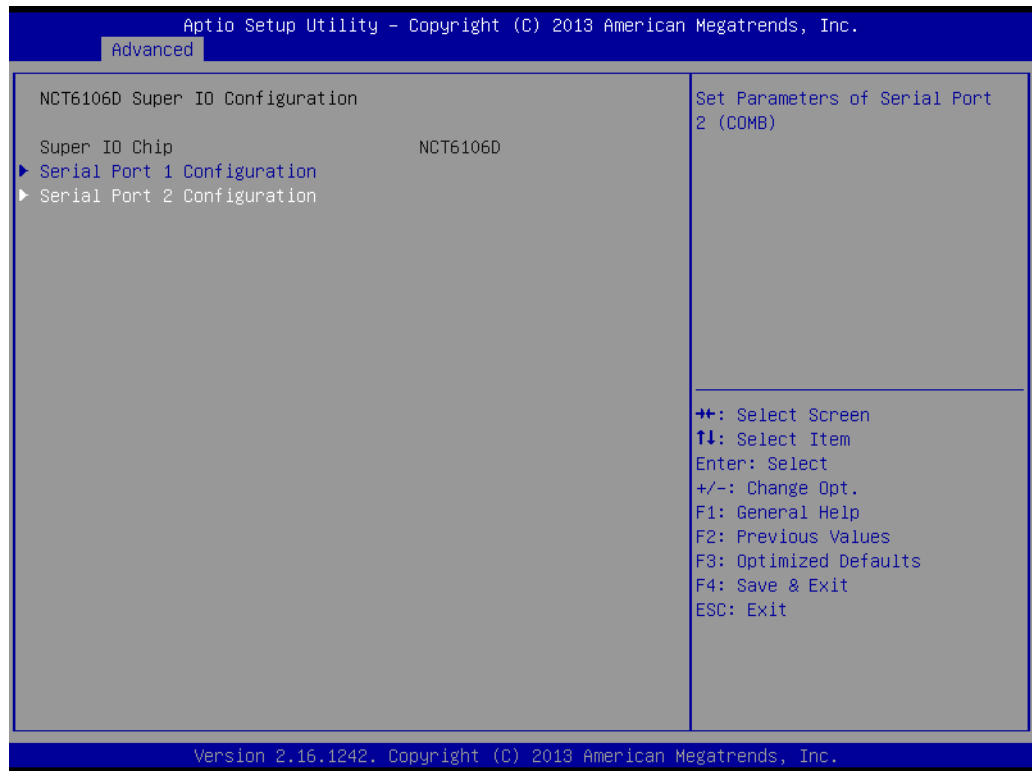 Aptio Setup Utility – Copyright (C) 2013 American Megatrends, Inc.
Advanced
NCT6106D Super IO Configuration
Super IO Chip NCT6106D
▶ Serial Port 1 Configuration
▶ Serial Port 2 Configuration
Set Parameters of Serial Port
2 (COMB)
→←: Select Screen
↑↓: Select Item
Enter: Select
+/-: Change Opt.
F1: General Help
F2: Previous Values
F3: Optimized Defaults
F4: Save & Exit
ESC: Exit
Version 2.16.1242. Copyright (C) 2013 American Megatrends, Inc.